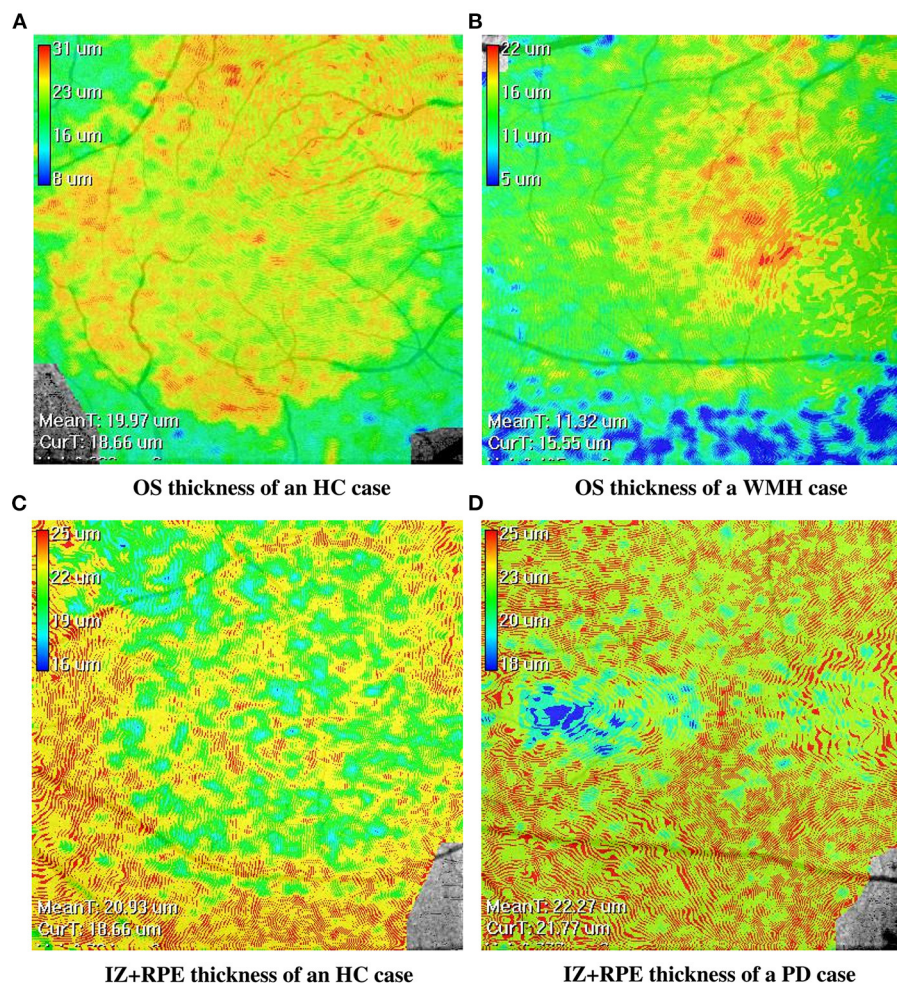 A
31 um
23 um
16 um
8 um
MeanT: 19.97 um
CurT: 18.66 um
OS thickness of an HC case
B
22 um
16 um
11 um
5 um
MeanT: 11.32 um
CurT: 15.55 um
OS thickness of a WMH case
C
25 um
22 um
19 um
16 um
MeanT: 20.93 um
CurT: 18.66 um
IZ+RPE thickness of an HC case
D
25 um
23 um
20 um
18 um
MeanT: 22.27 um
CurT: 21.77 um
IZ+RPE thickness of a PD case